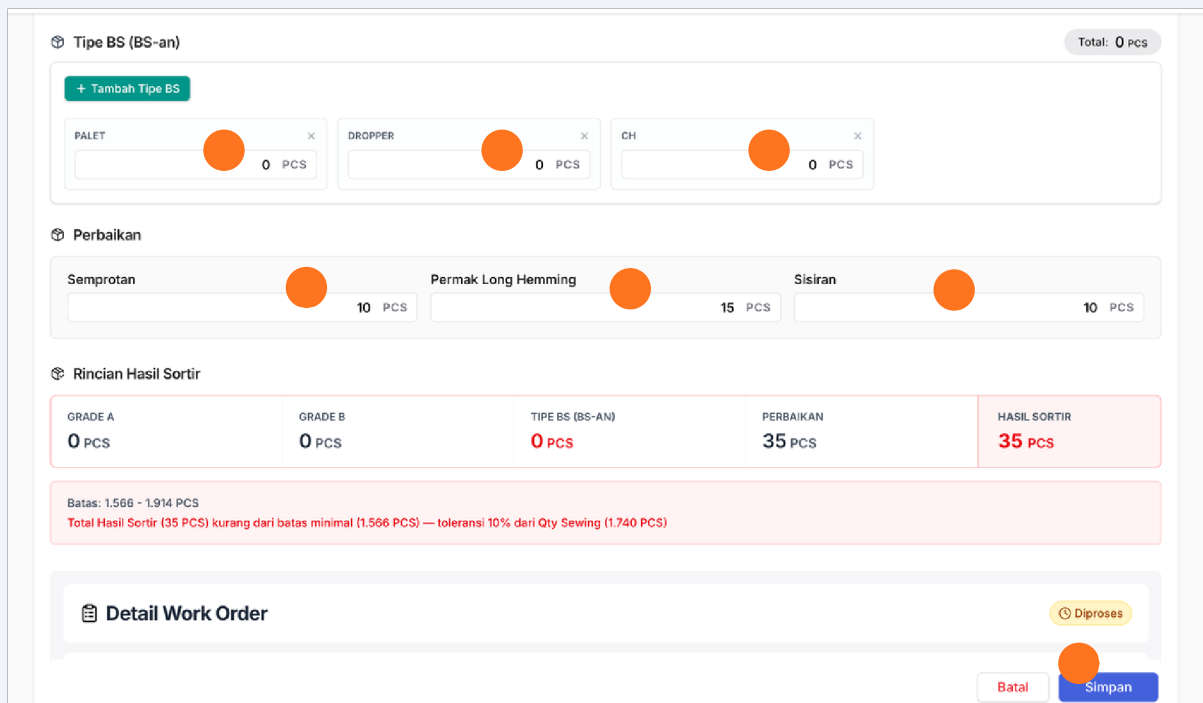 Tipe BS (BS-an)
Total: 0 PCS
+ Tambah Tipe BS
PALET ×
0 PCS
DROPPER ×
0 PCS
CH ×
0 PCS
Perbaikan
Semprotan
10 PCS
Permak Long Hemming
15 PCS
Sisiran
10 PCS
Rincian Hasil Sortir
GRADE A
0 PCS
GRADE B
0 PCS
TIPE BS (BS-AN)
0 PCS
PERBAIKAN
35 PCS
HASIL SORTIR
35 PCS
Batas: 1.566 - 1.914 PCS
Total Hasil Sortir (35 PCS) kurang dari batas minimal (1.566 PCS) — toleransi 10% dari Qty Sewing (1.740 PCS)
Detail Work Order
Diproses
Batal
Simpan